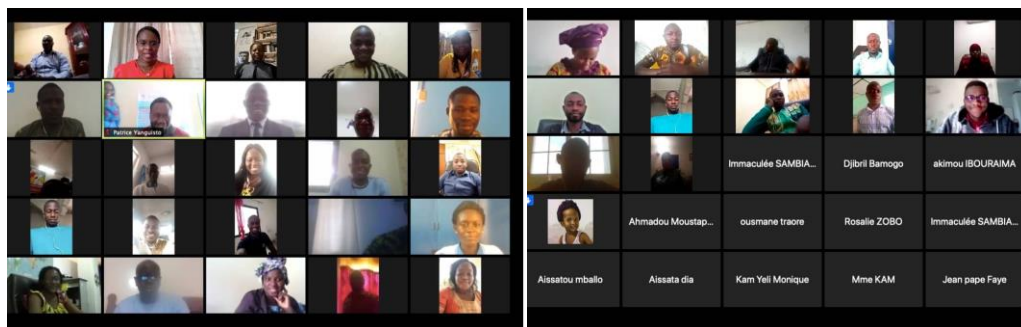 Patrice Yanguisto
Immaculée SAMBIA...
Djibril Bamogo
akimou IBOURAIMA
Ahmadou Moustap...
ousmane traore
Rosalie ZOBO
Immaculée SAMBIA...
Aissatou mballo
Aissata dia
Kam Yeli Monique
Mme KAM
Jean pape Faye